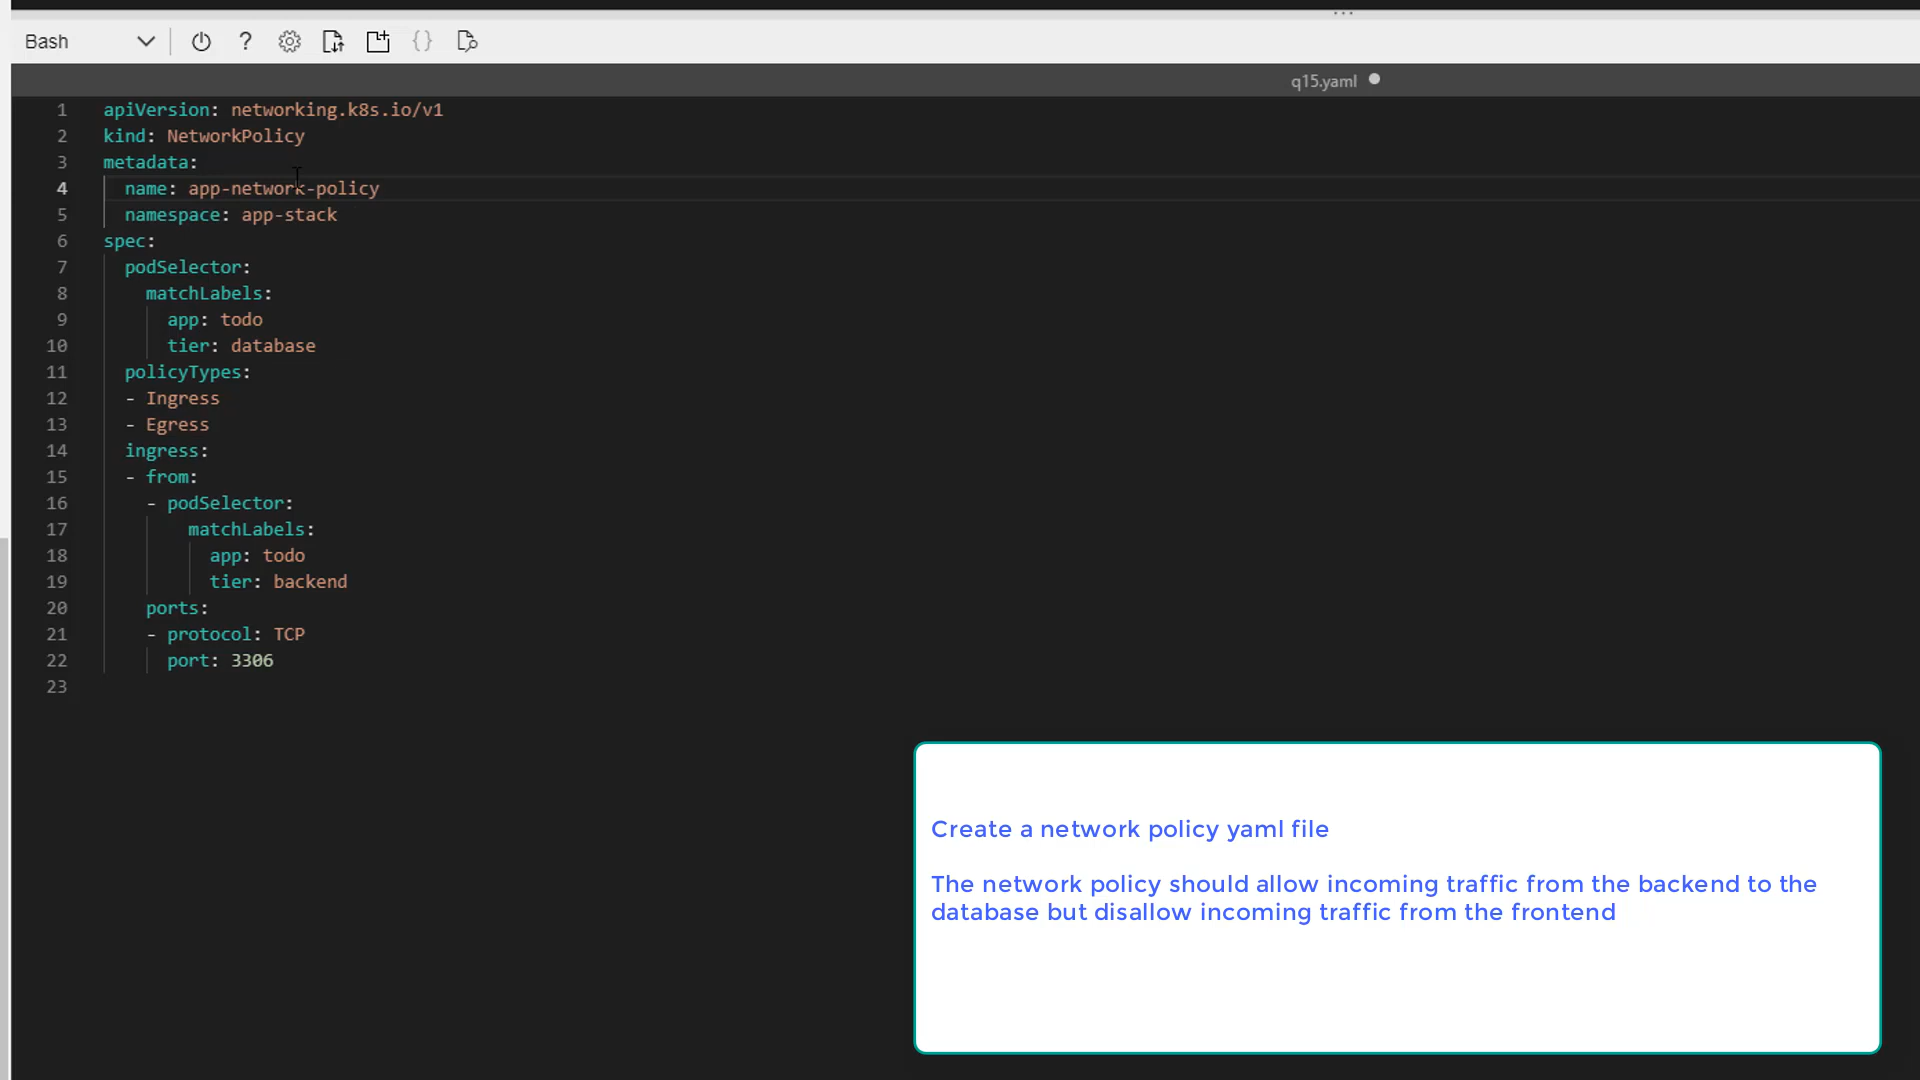 Bash
?
{}
q15.yaml
1 apiVersion: networking.k8s.io/v1
2 kind: NetworkPolicy
3 metadata:
4   name: app-network-policy
5   namespace: app-stack
6 spec:
7   podSelector:
8     matchLabels:
9       app: todo
10       tier: database
11   policyTypes:
12   - Ingress
13   - Egress
14   ingress:
15   - from:
16     - podSelector:
17         matchLabels:
18           app: todo
19           tier: backend
20     ports:
21     - protocol: TCP
22       port: 3306
23
Create a network policy yaml file
The network policy should allow incoming traffic from the backend to the
database but disallow incoming traffic from the frontend